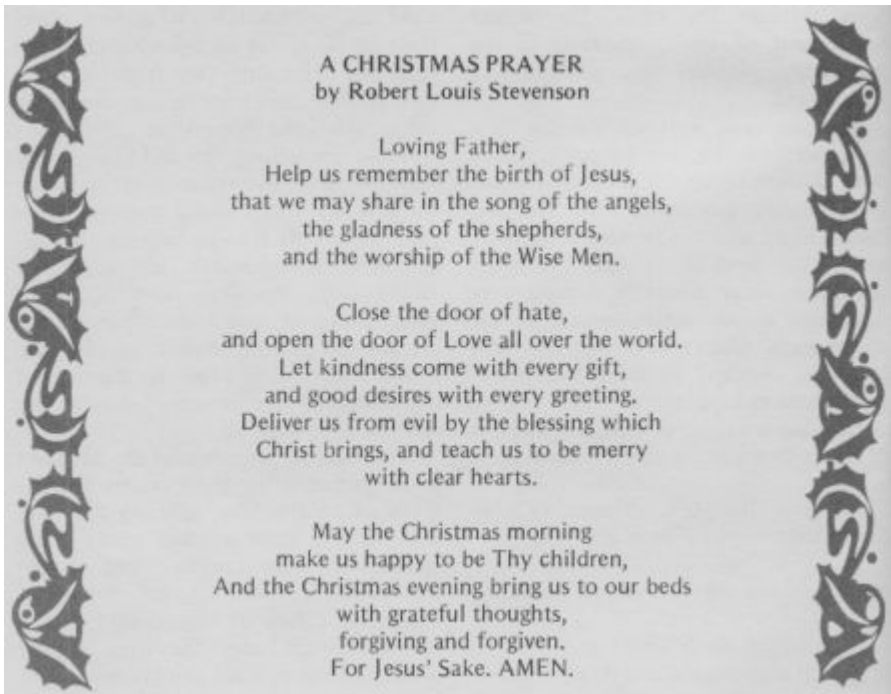 A CHRISTMAS PRAYER
by Robert Louis Stevenson
Loving Father,
Help us remember the birth of Jesus,
that we may share in the song of the angels,
the gladness of the shepherds,
and the worship of the Wise Men.
Close the door of hate,
and open the door of Love all over the world.
Let kindness come with every gift,
and good desires with every greeting.
Deliver us from evil by the blessing which
Christ brings, and teach us to be merry
with clear hearts.
May the Christmas morning
make us happy to be Thy children,
And the Christmas evening bring us to our beds
with grateful thoughts,
forgiving and forgiven.
For Jesus' Sake. AMEN.